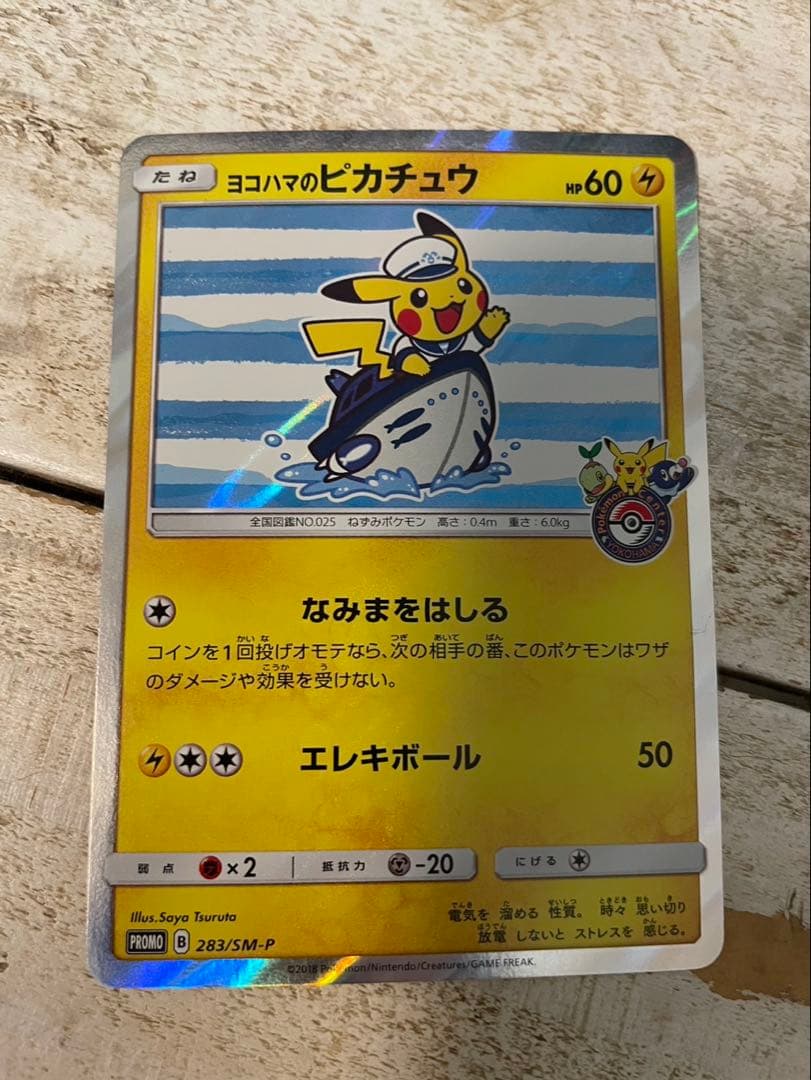 たね ヨコハマのピカチュウ HP60
全国図鑑NO.025 ねずみポケモン 高さ:0.4m 重さ:6.0kg
Pokémon Center
YOKOHAMA
なみまをはしる
コインを1回投げオモテなら、次の相手の番、このポケモンはワザ
のダメージや効果を受けない。
エレキボール 50
弱点 ×2 抵抗力 -20 にげる
Illus.Saya Tsuruta
電気を 溜める 性質。 時々 思い切り
放電 しないと ストレスを 感じる。
PROMO B 283/SM-P
©2018 Pokémon/Nintendo/Creatures/GAME FREAK.